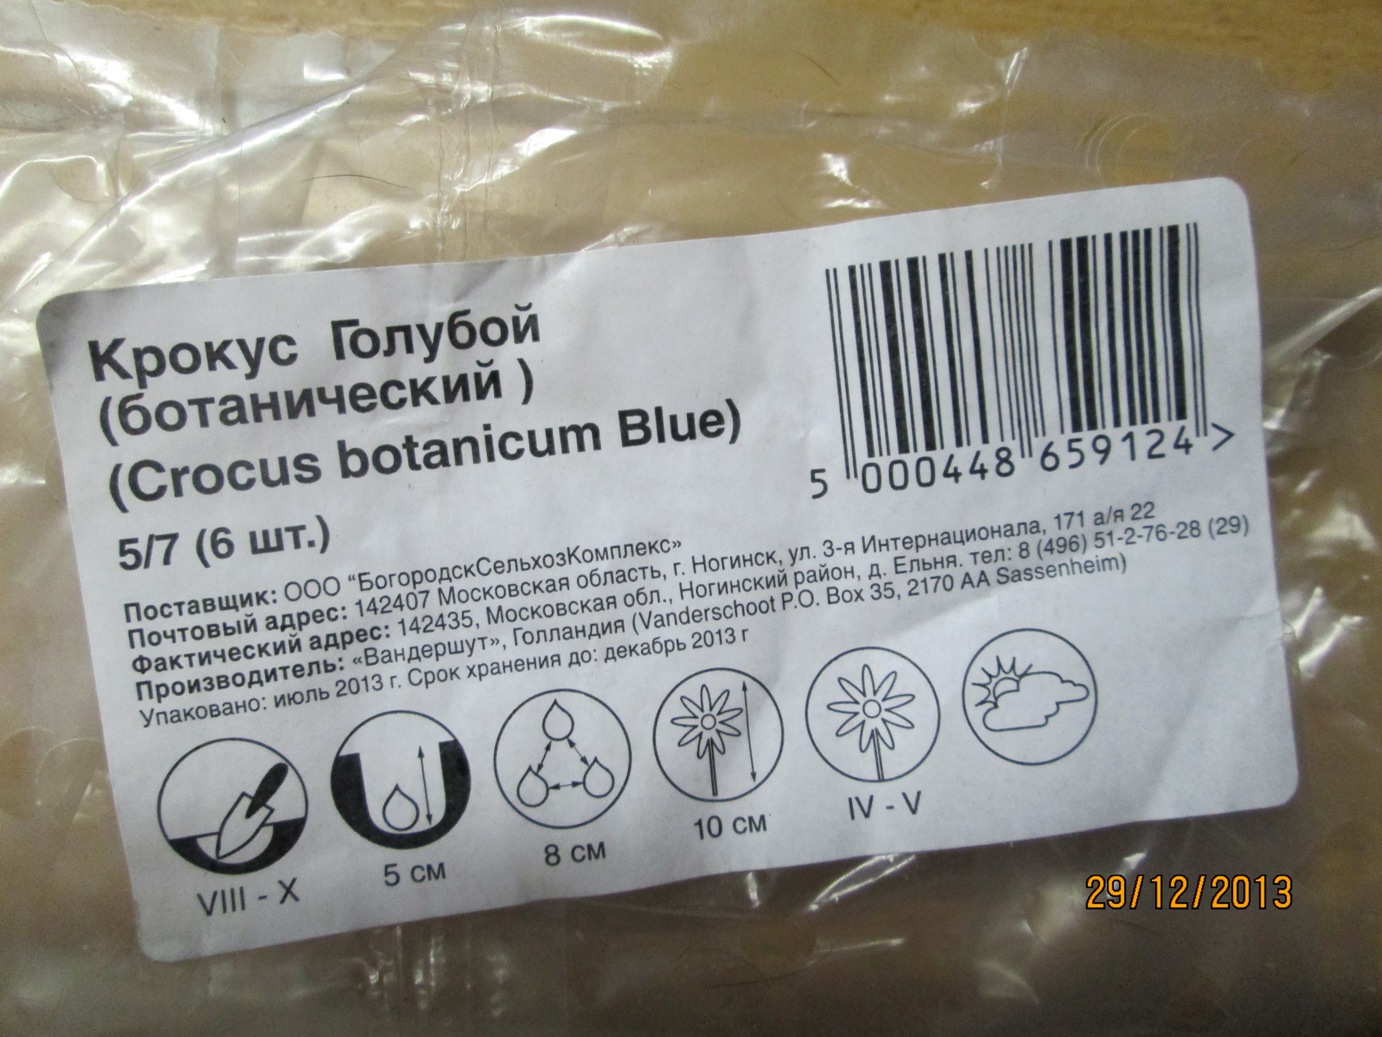 Крокус Голубой
(ботанический )
(Crocus botanicum Blue)
5/7 (6 шт.)
5 000448 659124 >
Поставщик: ООО “БогородскСельхозКомплекс»
Почтовый адрес: 142407 Московская область, г. Ногинск, ул. 3-я Интернационала, 171 а/я 22
Фактический адрес: 142435, Московская обл., Ногинский район, д. Ельня. тел: 8 (496) 51-2-76-28 (29)
Производитель: «Вандершут», Голландия (Vanderschoot P.O. Box 35, 2170 AA Sassenheim)
Упаковано: июль 2013 г. Срок хранения до: декабрь 2013 г
VIII - X
5 см
8 см
10 см
IV - V
29/12/2013